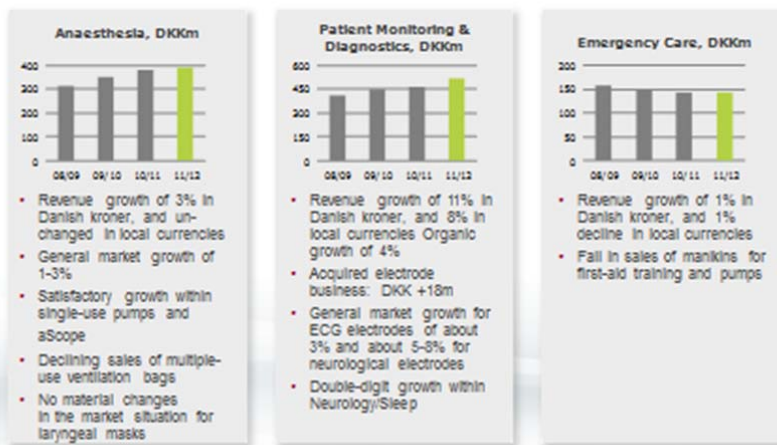 Anaesthesia, DKKm
400
300
200
100
0
08/09 09/10 10/11 11/12
• Revenue growth of 3% in
Danish kroner, and un-
changed in local currencies
• General market growth of
1-3%
• Satisfactory growth within
single-use pumps and
aScope
• Declining sales of multiple-
use ventilation bags
• No material changes
in the market situation for
laryngeal masks
Patient Monitoring &
Diagnostics, DKKm
600
450
300
150
0
08/09 09/10 10/11 11/12
• Revenue growth of 11% in
Danish kroner, and 8% in
local currencies Organic
growth of 4%
• Acquired electrode
business: DKK +18m
• General market growth for
ECG electrodes of about
3% and about 5-8% for
neurological electrodes
• Double-digit growth within
Neurology/Sleep
Emergency Care, DKKm
200
150
100
50
0
08/09 09/10 10/11 11/12
• Revenue growth of 1% in
Danish kroner, and 1%
decline in local currencies
• Fall in sales of manikins for
first-aid training and pumps